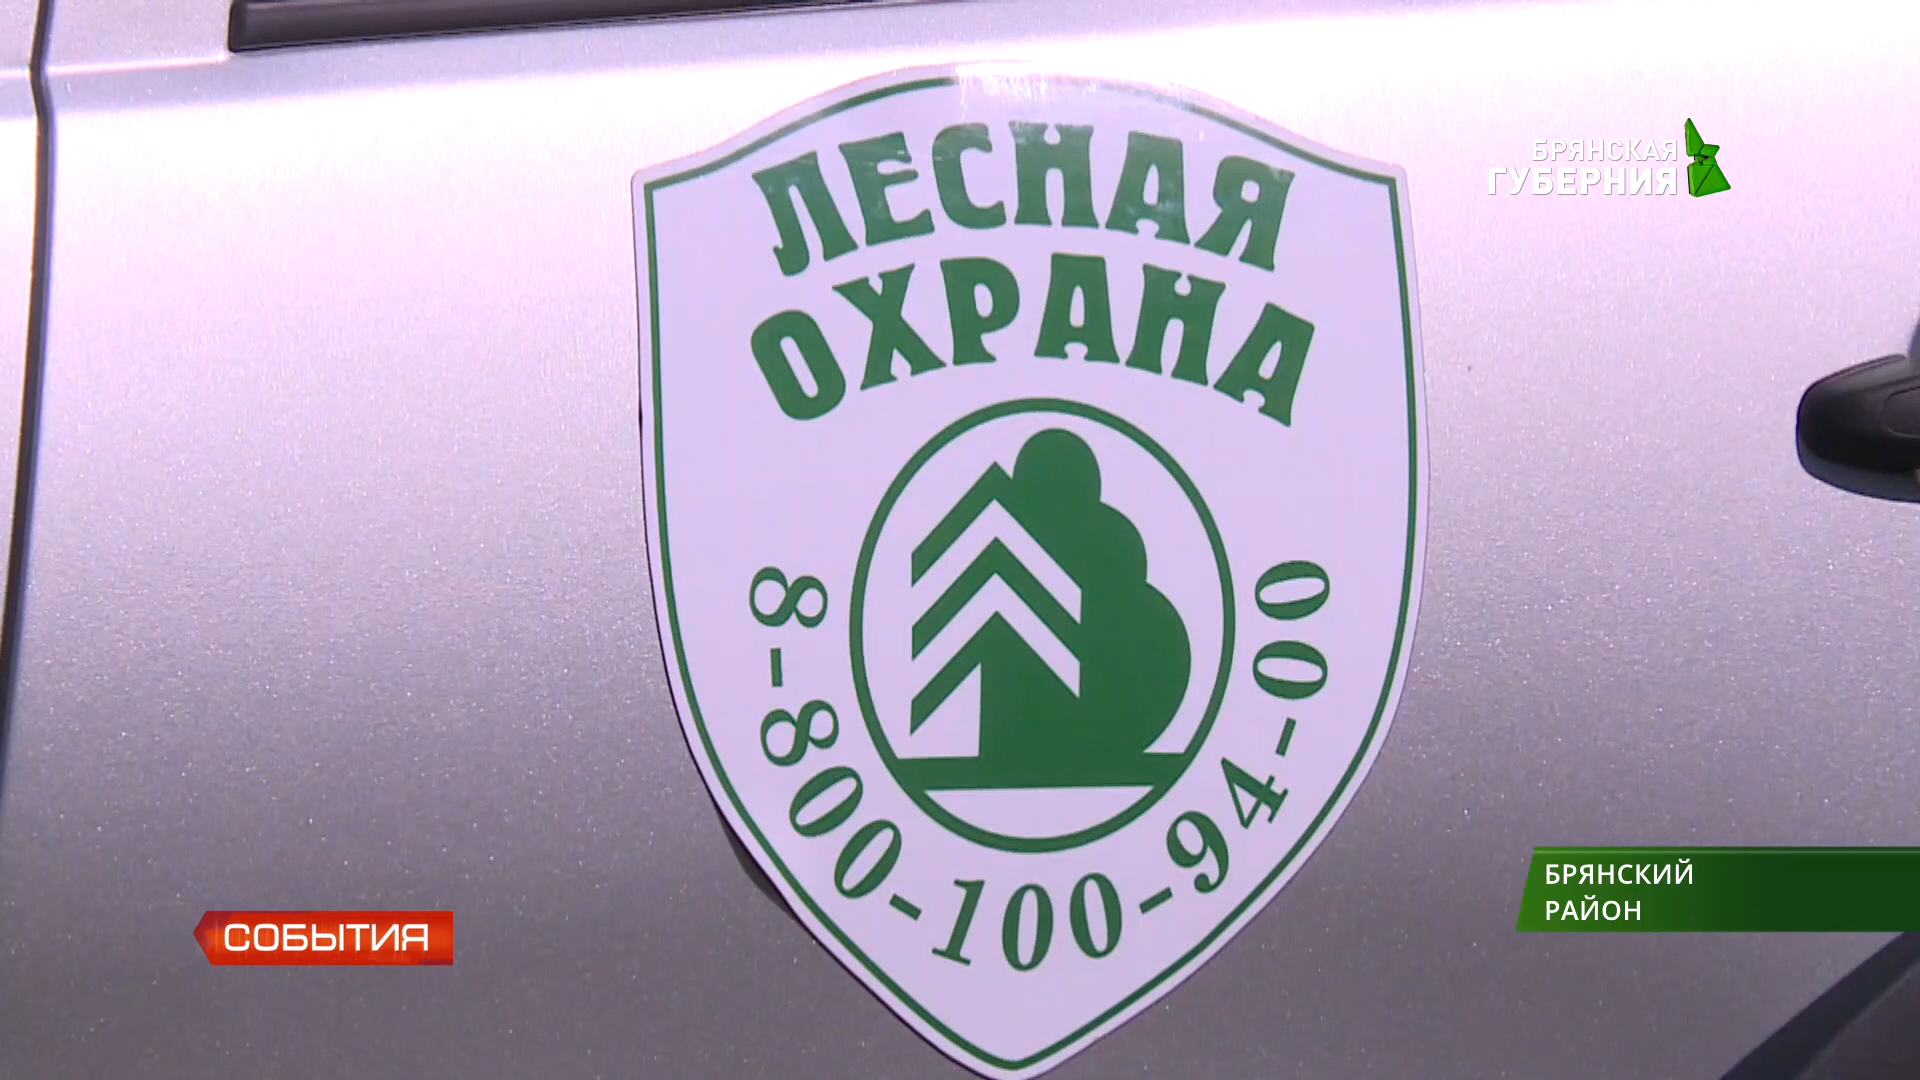 ЛЕСНАЯ
ОХРАНА
8-800-100-94-00
БРЯНСКАЯ
ГУБЕРНИЯ
СОБЫТИЯ
БРЯНСКИЙ
РАЙОН